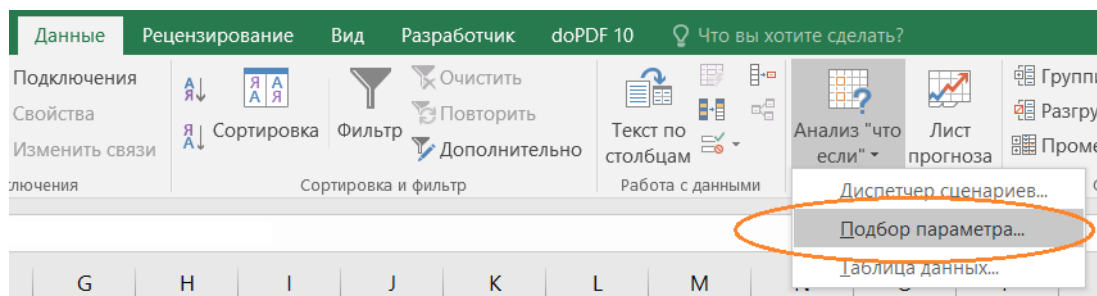 Данные Рецензирование Вид Разработчик doPDF 10 Что вы хотите сделать?
Подключения
Свойства
Изменить связи
Сортировка
Фильтр
Очистить
Повторить
Дополнительно
Текст по
столбцам
Анализ "что
если"
Лист
прогноза
Группи
Разгру
Проме
лючения
Сортировка и фильтр
Работа с данными
Диспетчер сценариев...
Подбор параметра...
Таблица данных...
G H I J K L M